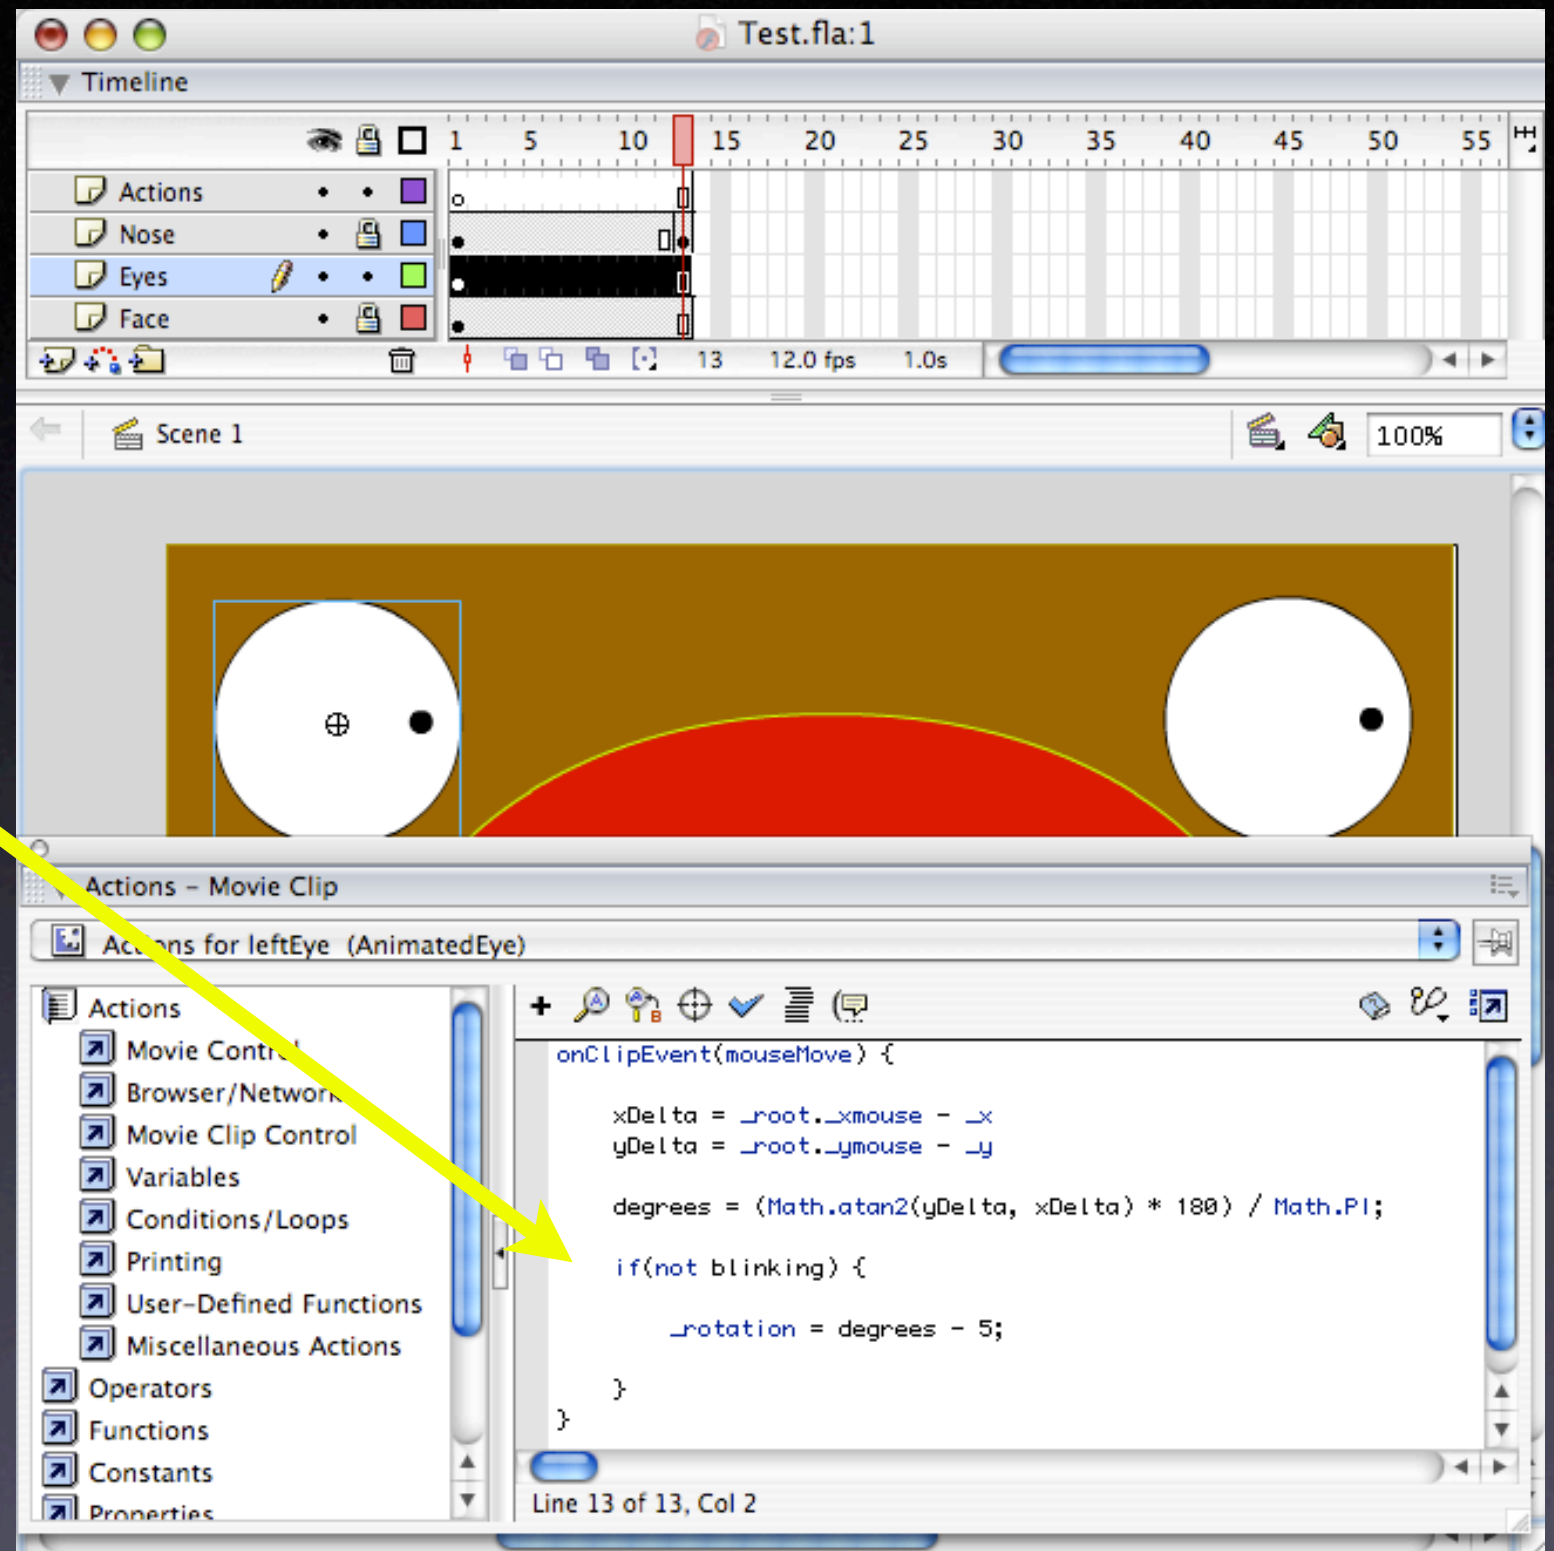 Test.fla:1
Timeline
1 5 10 15 20 25 30 35 40 45 50 55
Actions
Nose
Eyes
Face
13 12.0 fps 1.0s
Scene 1
100%
Actions – Movie Clip
Actions for leftEye (AnimatedEye)
Actions
Movie Control
Browser/Network
Movie Clip Control
Variables
Conditions/Loops
Printing
User-Defined Functions
Miscellaneous Actions
Operators
Functions
Constants
Properties
onClipEvent(mouseMove) {
xDelta = _root._xmouse - _x
yDelta = _root._ymouse - _y
degrees = (Math.atan2(yDelta, xDelta) * 180) / Math.PI;
if(not blinking) {
_rotation = degrees - 5;
}
}
Line 13 of 13, Col 2